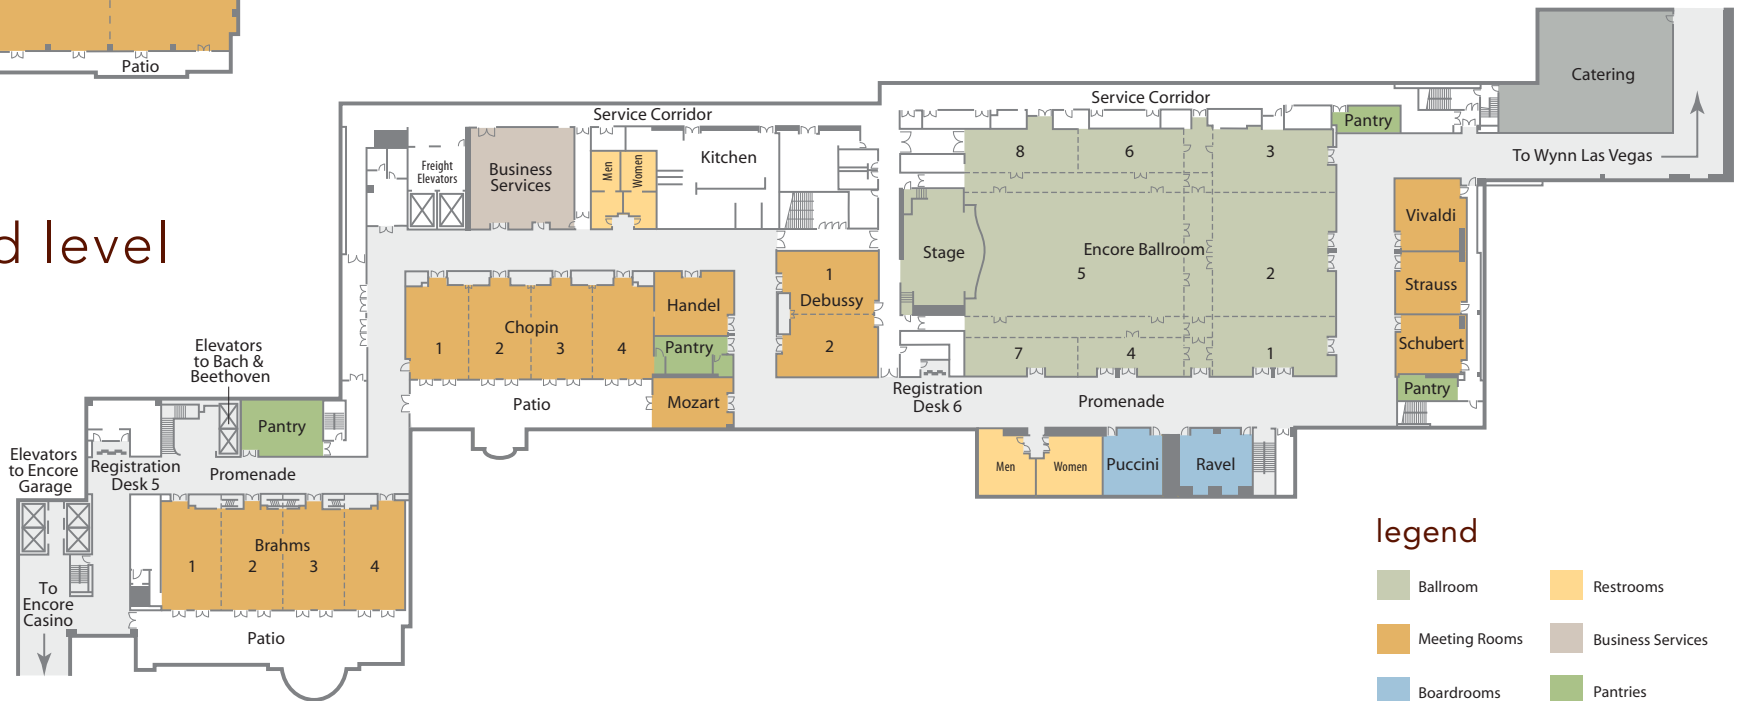 Patio
d level
Service Corridor
Service Corridor
Catering
Pantry
To Wynn Las Vegas
Freight
Elevators
Business
Services
Men
Women
Kitchen
8
6
3
Stage
Encore Ballroom
5
2
7
4
1
Vivaldi
Strauss
Schubert
Pantry
1
Debussy
2
Handel
Chopin
1
2
3
4
Pantry
Mozart
Patio
Registration
Desk 6
Promenade
Men
Women
Puccini
Ravel
Elevators
to Bach &
Beethoven
Pantry
Elevators
to Encore
Garage
Registration
Desk 5
Promenade
Brahms
1
2
3
4
To
Encore
Casino
Patio
legend
Ballroom
Restrooms
Meeting Rooms
Business Services
Boardrooms
Pantries